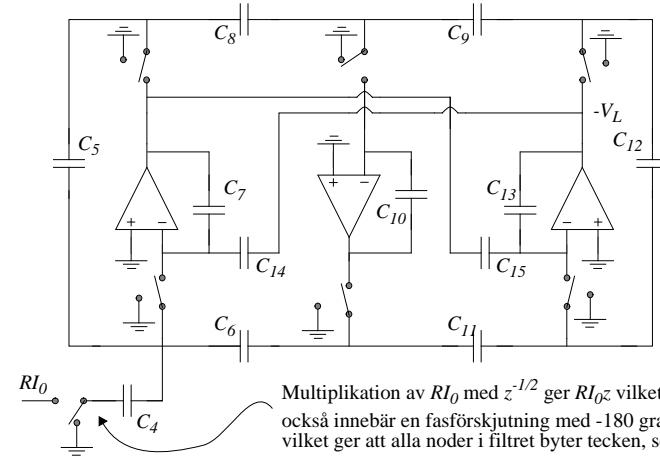 C8
C9
-VL
C5
C12
C7
C13
+ -
+ -
- +
C10
C14
C15
C6
C11
RI0
C4
Multiplikation av RI0 med z-1/2 ger RI0z vilket
också innebär en fasförskjutning med -180 gra
vilket ger att alla noder i filtret byter tecken, s